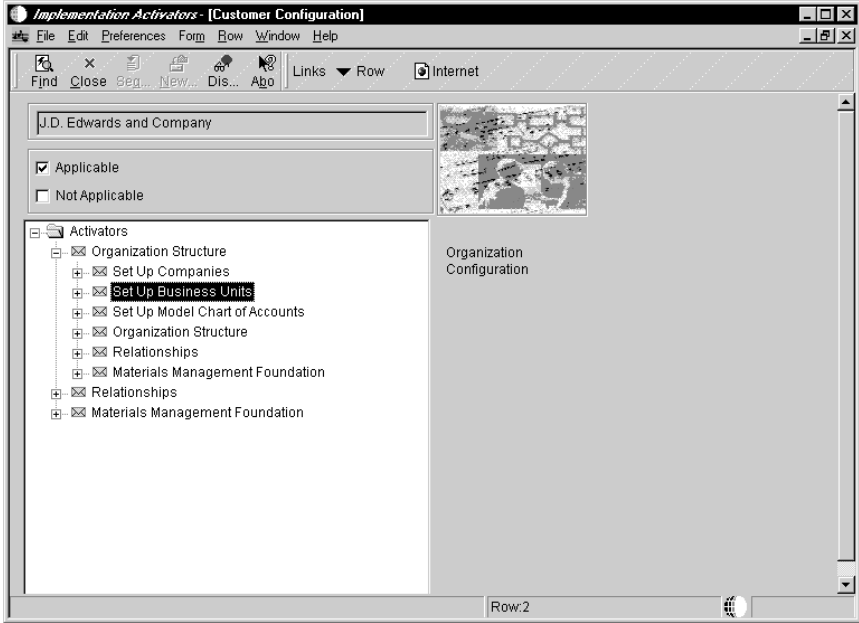 Implementation Activators - [Customer Configuration]
File Edit Preferences Form Row Window Help
Find Close Seq... New... Dis... Abo Links Row Internet
J.D. Edwards and Company
Applicable
Not Applicable
Activators
Organization Structure
Set Up Companies
Set Up Business Units
Set Up Model Chart of Accounts
Organization Structure
Relationships
Materials Management Foundation
Relationships
Materials Management Foundation
Organization
Configuration
Row:2